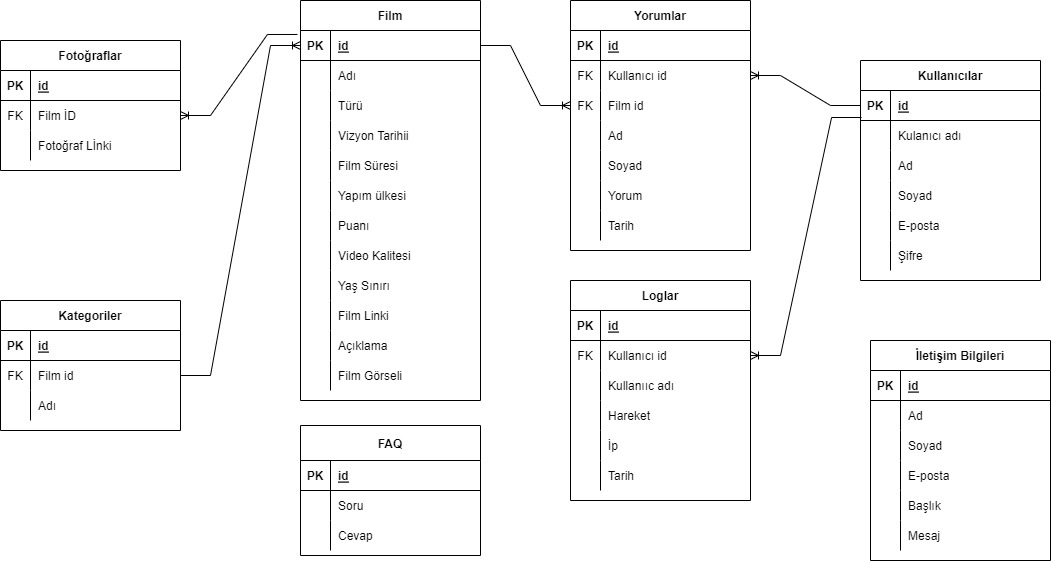 Fotoğraflar
PK id
FK Film İD
Fotoğraf Lİnki
Kategoriler
PK id
FK Film id
Adı
Film
PK id
Adı
Türü
Vizyon Tarihii
Film Süresi
Yapım ülkesi
Puanı
Video Kalitesi
Yaş Sınırı
Film Linki
Açıklama
Film Görseli
FAQ
PK id
Soru
Cevap
Yorumlar
PK id
FK Kullanıcı id
FK Film id
Ad
Soyad
Yorum
Tarih
Loglar
PK id
FK Kullanıcı id
Kullanııc adı
Hareket
İp
Tarih
Kullanıcılar
PK id
Kulanıcı adı
Ad
Soyad
E-posta
Şifre
İletişim Bilgileri
PK id
Ad
Soyad
E-posta
Başlık
Mesaj